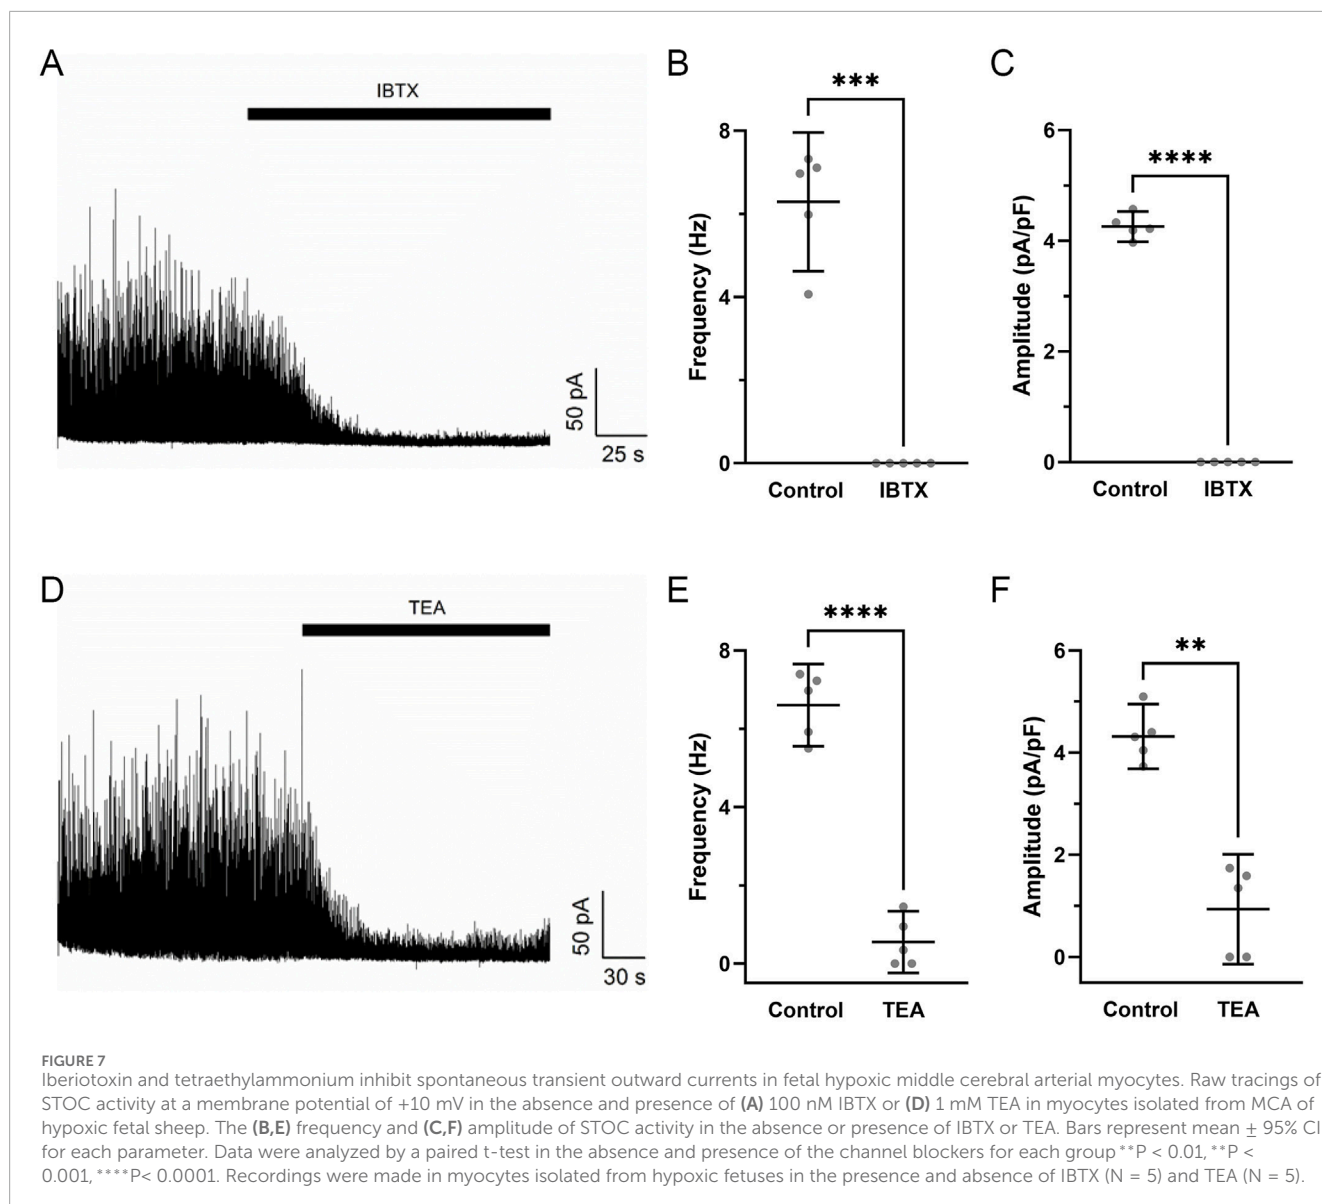 A
IBTX
50 pA
25 s
B
***
8
4
0
Frequency (Hz)
Control IBTX
C
****
6
4
2
0
Amplitude (pA/pF)
Control IBTX
D
TEA
50 pA
30 s
E
****
8
4
0
Frequency (Hz)
Control TEA
F
**
6
4
2
0
Amplitude (pA/pF)
Control TEA
FIGURE 7
Iberiotoxin and tetraethylammonium inhibit spontaneous transient outward currents in fetal hypoxic middle cerebral arterial myocytes. Raw tracings of
STOC activity at a membrane potential of +10 mV in the absence and presence of (A) 100 nM IBTX or (D) 1 mM TEA in myocytes isolated from MCA of
hypoxic fetal sheep. The (B,E) frequency and (C,F) amplitude of STOC activity in the absence or presence of IBTX or TEA. Bars represent mean ± 95% CI
for each parameter. Data were analyzed by a paired t-test in the absence and presence of the channel blockers for each group **P < 0.01, **P <
0.001, ****P< 0.0001. Recordings were made in myocytes isolated from hypoxic fetuses in the presence and absence of IBTX (N = 5) and TEA (N = 5).